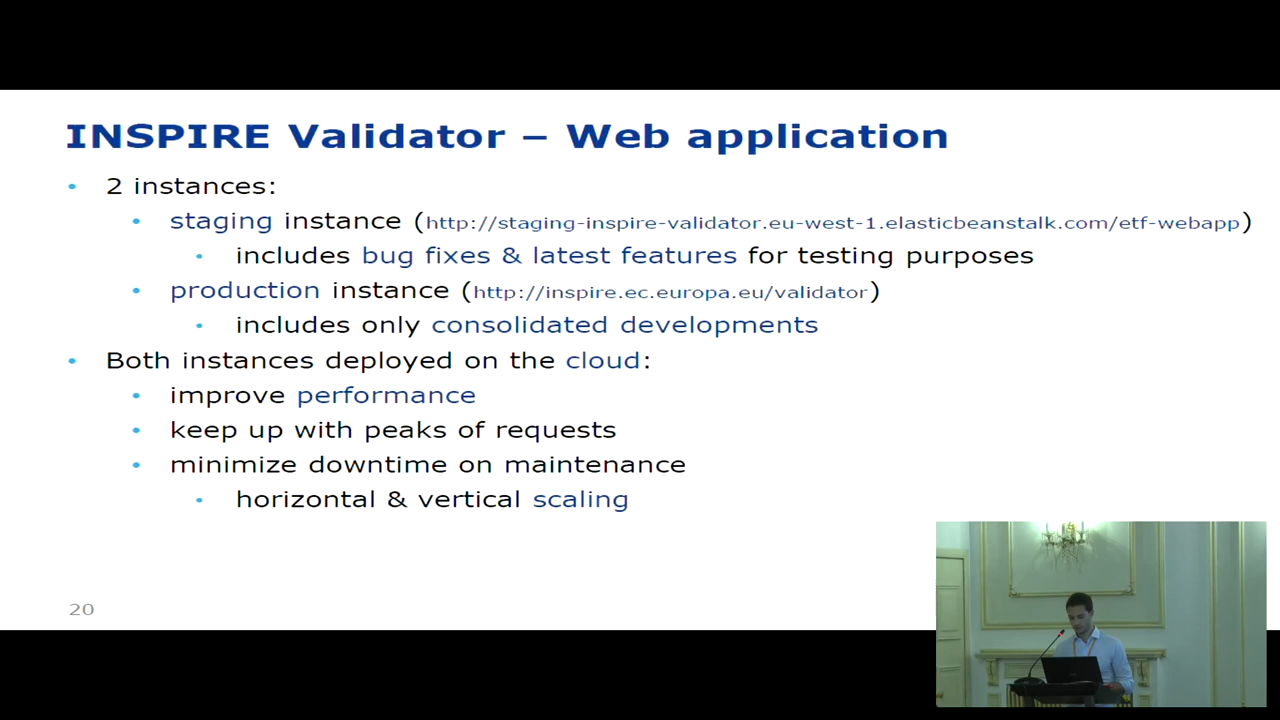 INSPIRE Validator – Web application
• 2 instances:
• staging instance (http://staging-inspire-validator.eu-west-1.elasticbeanstalk.com/etf-webapp)
• includes bug fixes & latest features for testing purposes
• production instance (http://inspire.ec.europa.eu/validator)
• includes only consolidated developments
• Both instances deployed on the cloud:
• improve performance
• keep up with peaks of requests
• minimize downtime on maintenance
• horizontal & vertical scaling
20